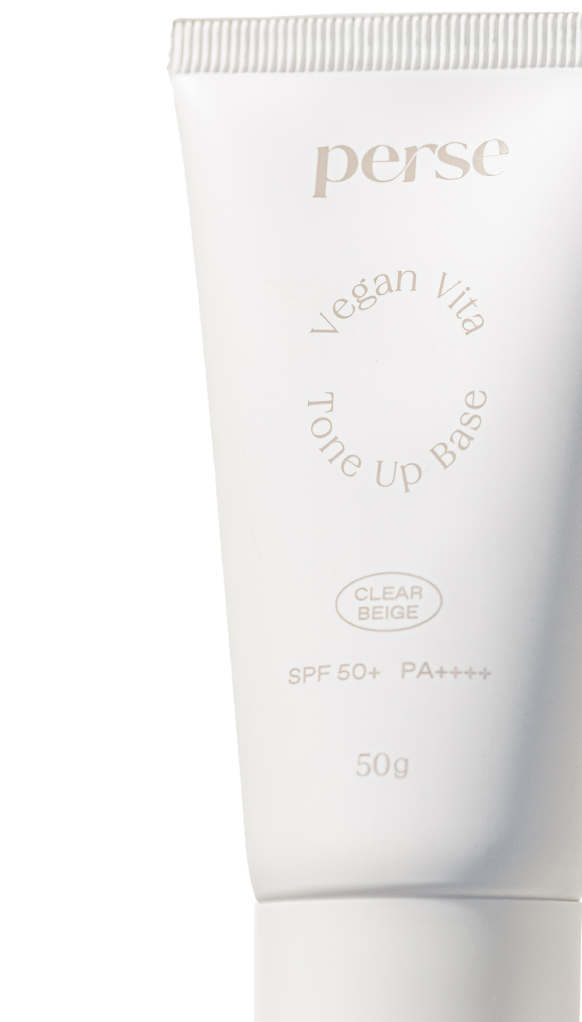 perse
Vegan Vita
Tone Up Base
CLEAR
BEIGE
SPF 50+ PA++++
50g